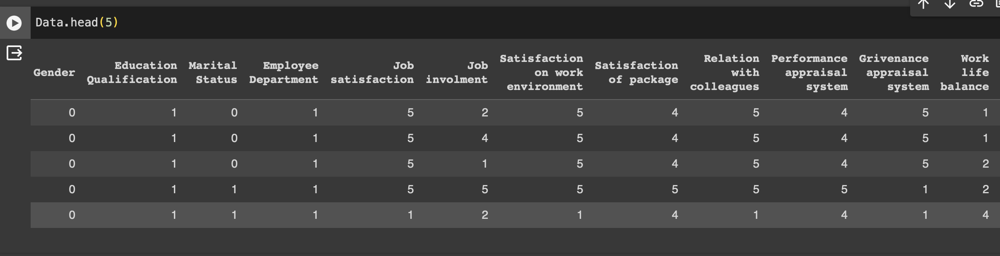 Data.head(5)
Gender Education Qualification Marital Status Employee Department Job satisfaction Job involment Satisfaction on work environment Satisfaction of package Relation with colleagues Performance appraisal system Grivenance appraisal system Work life balance
0 1 0 1 5 2 5 4 5 4 5 1
0 1 0 1 5 4 5 4 5 4 5 1
0 1 0 1 5 1 5 4 5 4 5 2
0 1 1 1 5 5 5 5 5 5 1 2
0 1 1 1 1 2 1 4 1 4 1 4